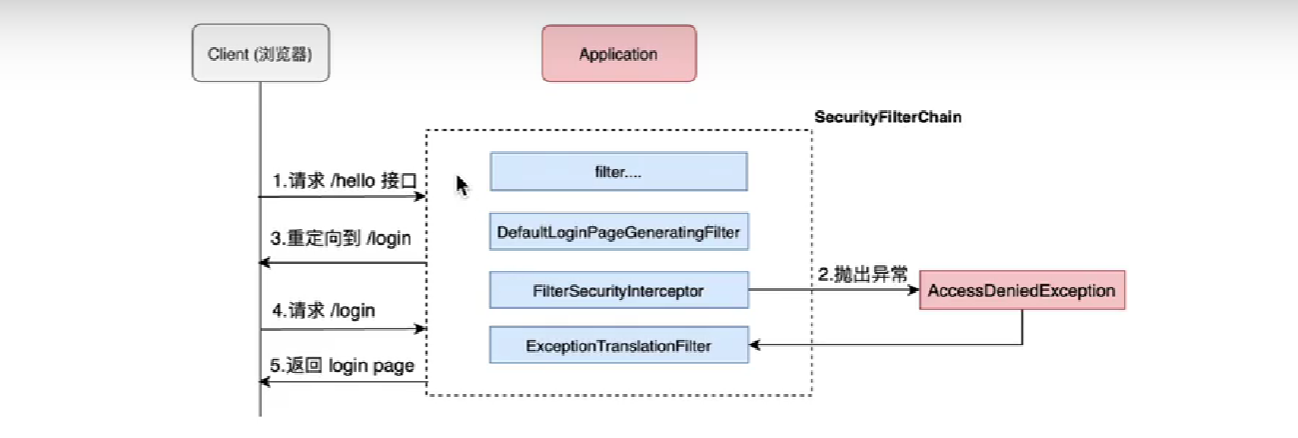 Client (浏览器)
Application
SecurityFilterChain
filter....
1.请求 /hello 接口
DefaultLoginPageGeneratingFilter
3.重定向到 /login
2.抛出异常
FilterSecurityInterceptor
AccessDeniedException
4.请求 /login
ExceptionTranslationFilter
5.返回 login page